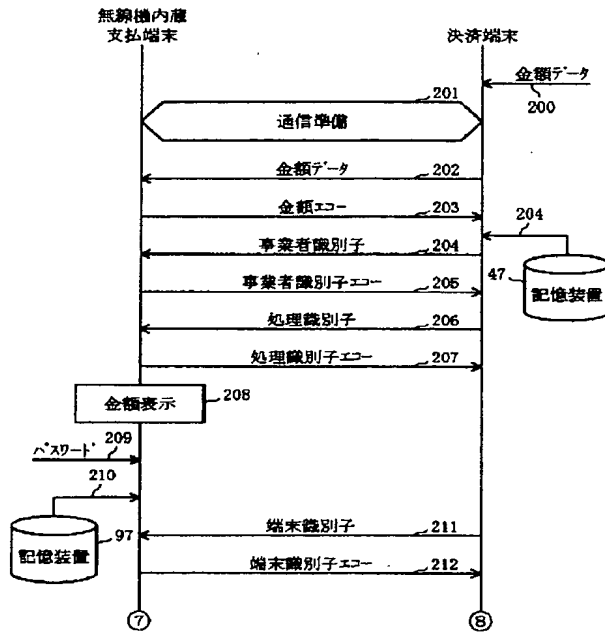 無線機内蔵
支払端末
決済端末
金額データ
200
201
通信準備
金額データ
202
金額エコー
203
204
事業者識別子
204
事業者識別子エコー
205
47
記憶装置
処理識別子
206
処理識別子エコー
207
金額表示
208
パスワード
209
210
97
記憶装置
端末識別子
211
端末識別子エコー
212
⑦
⑧